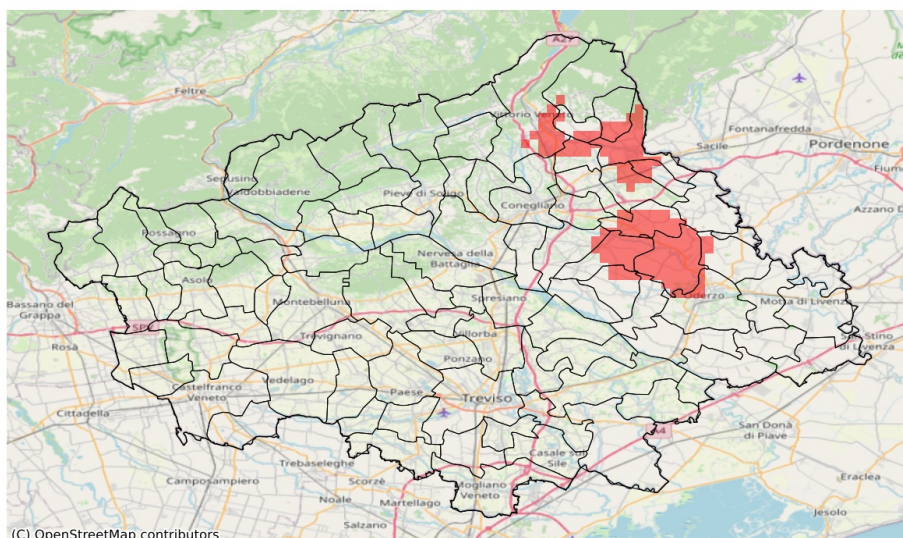 A27
Feltre
Vittorio Veneto
Fontanafredda
Sacile
Pordenone
Valdobbiadene
Pieve di Soligo
Conegliano
Azzano D
Possagno
Nervesa della
Battaglia
Asolo
Bassano del
Grappa
Montebelluna
Spresiano
Oderzo
Motta di Livenza
Rosà
Trevignano
Villorba
Ponzano
Castelfranco
Veneto
Vedelago
Paese
Treviso
Cittadella
A4
San Donà
di Piave
Trebaseleghe
Casale sul
Sile
Camposampiero
Scorzè
Mogliano
Veneto
Noale
Martellago
Eraclea
Jesolo
Salzano
(C) OpenStreetMap contributors